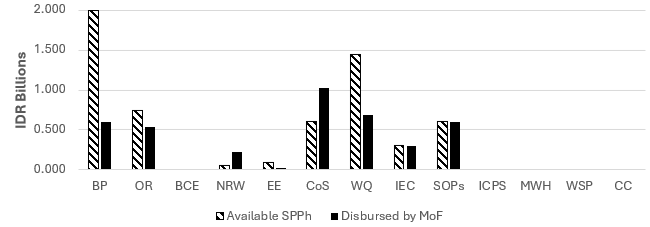 2.000
1.500
1.000
0.500
0.000
IDR Billions
BP OR BCE NRW EE CoS WQ IEC SOPs ICPS MWH WSP CC
Available SPPh Disbursed by MoF